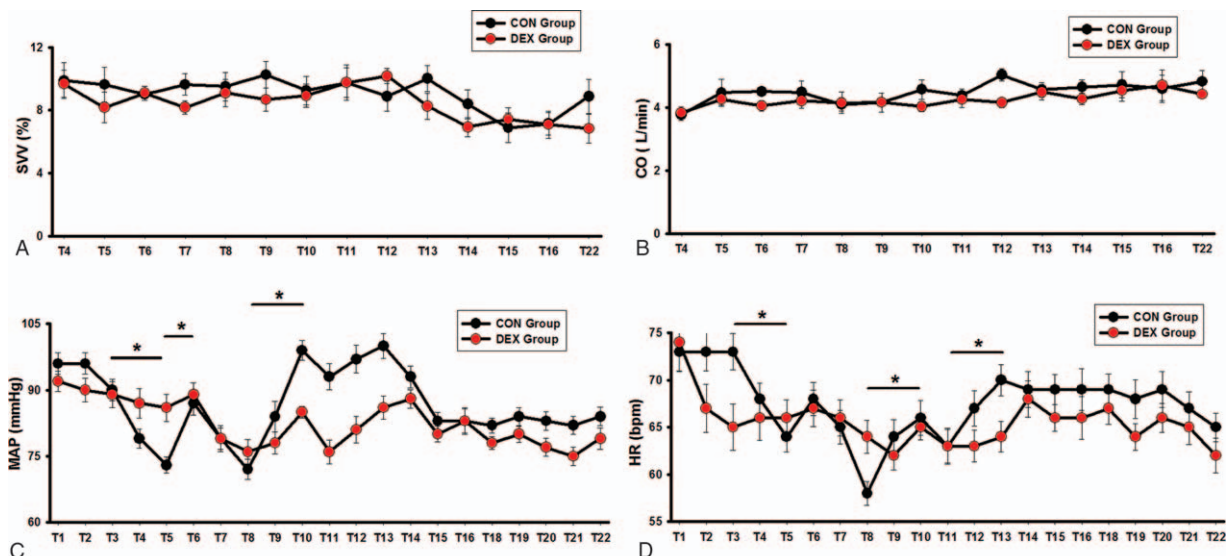 A
CON Group
DEX Group
12
8
4
0
SVV (%)
T4 T5 T6 T7 T8 T9 T10 T11 T12 T13 T14 T15 T16 T22
B
CON Group
DEX Group
6
4
2
0
CO ( L/min)
T4 T5 T6 T7 T8 T9 T10 T11 T12 T13 T14 T15 T16 T22
C
* * *
CON Group
DEX Group
105
90
75
60
MAP (mmHg)
T1 T2 T3 T4 T5 T6 T7 T8 T9 T10 T11 T12 T13 T14 T15 T16 T18 T19 T20 T21 T22
D
* * *
CON Group
DEX Group
75
70
65
60
55
HR (bpm)
T1 T2 T3 T4 T5 T6 T7 T8 T9 T10 T11 T12 T13 T14 T15 T16 T18 T19 T20 T21 T22